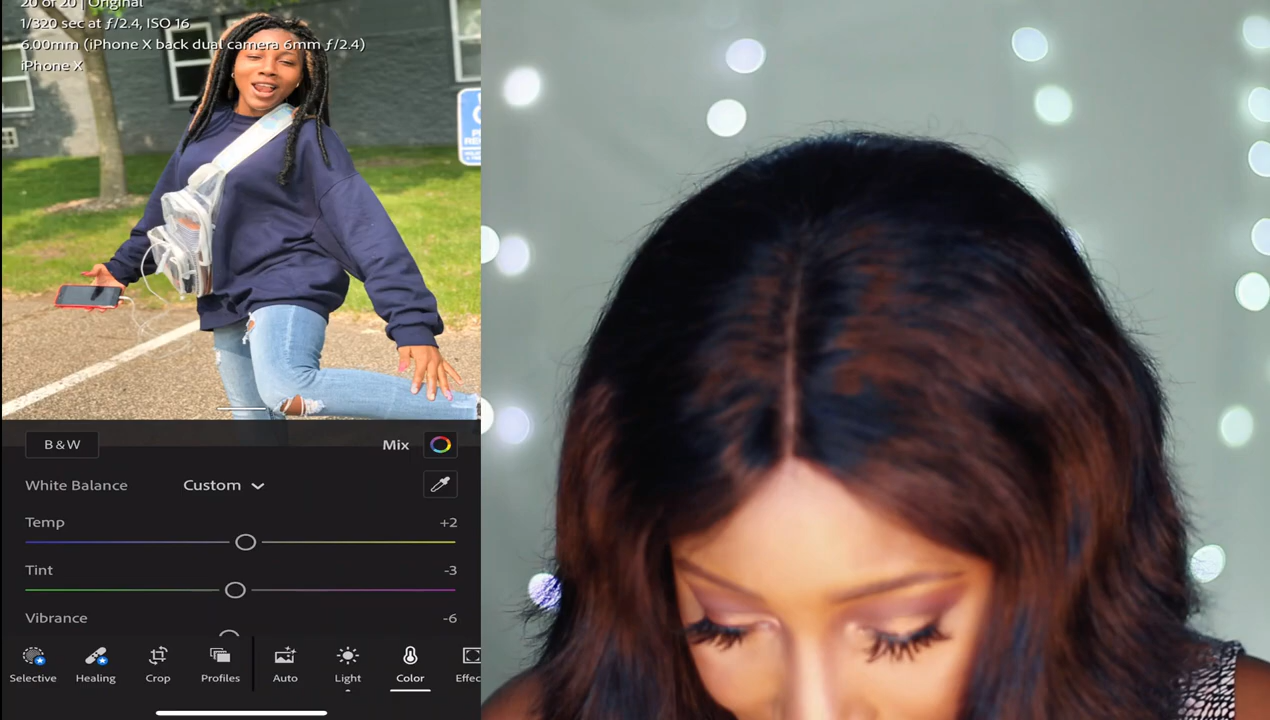 20 of 20 | Original
1/320 sec at ƒ/2.4, ISO 16
6.00mm (iPhone X back dual camera 6mm ƒ/2.4)
iPhone X
B&W
Mix
White Balance
Custom
Temp
+2
Tint
-3
Vibrance
-6
Selective
Healing
Crop
Profiles
Auto
Light
Color
Effec